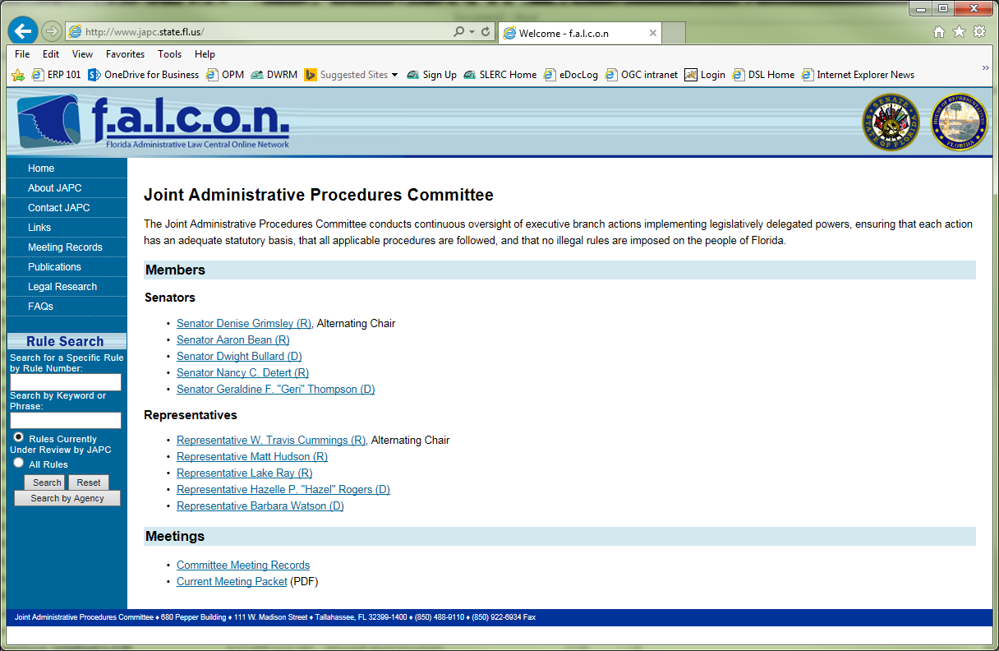 http://www.japc.state.fl.us/
Welcome - f.a.l.c.o.n
File Edit View Favorites Tools Help
ERP 101 OneDrive for Business OPM DWRM Suggested Sites Sign Up SLERC Home eDocLog OGC intranet Login DSL Home Internet Explorer News
f.a.l.c.o.n.
Florida Administrative Law Central Online Network
SENATE STATE OF FLORIDA
HOUSE OF REPRESENTATIVES FLORIDA
Home
About JAPC
Contact JAPC
Links
Meeting Records
Publications
Legal Research
FAQs
Rule Search
Search for a Specific Rule
by Rule Number:
Search by Keyword or
Phrase:
Rules Currently
Under Review by JAPC
All Rules
Search Reset
Search by Agency
Joint Administrative Procedures Committee
The Joint Administrative Procedures Committee conducts continuous oversight of executive branch actions implementing legislatively delegated powers, ensuring that each action
has an adequate statutory basis, that all applicable procedures are followed, and that no illegal rules are imposed on the people of Florida.
Members
Senators
• Senator Denise Grimsley (R), Alternating Chair
• Senator Aaron Bean (R)
• Senator Dwight Bullard (D)
• Senator Nancy C. Detert (R)
• Senator Geraldine F. "Geri" Thompson (D)
Representatives
• Representative W. Travis Cummings (R), Alternating Chair
• Representative Matt Hudson (R)
• Representative Lake Ray (R)
• Representative Hazelle P. "Hazel" Rogers (D)
• Representative Barbara Watson (D)
Meetings
• Committee Meeting Records
• Current Meeting Packet (PDF)
Joint Administrative Procedures Committee ♦ 680 Pepper Building ♦ 111 W. Madison Street ♦ Tallahassee, FL 32399-1400 ♦ (850) 488-9110 ♦ (850) 922-6934 Fax